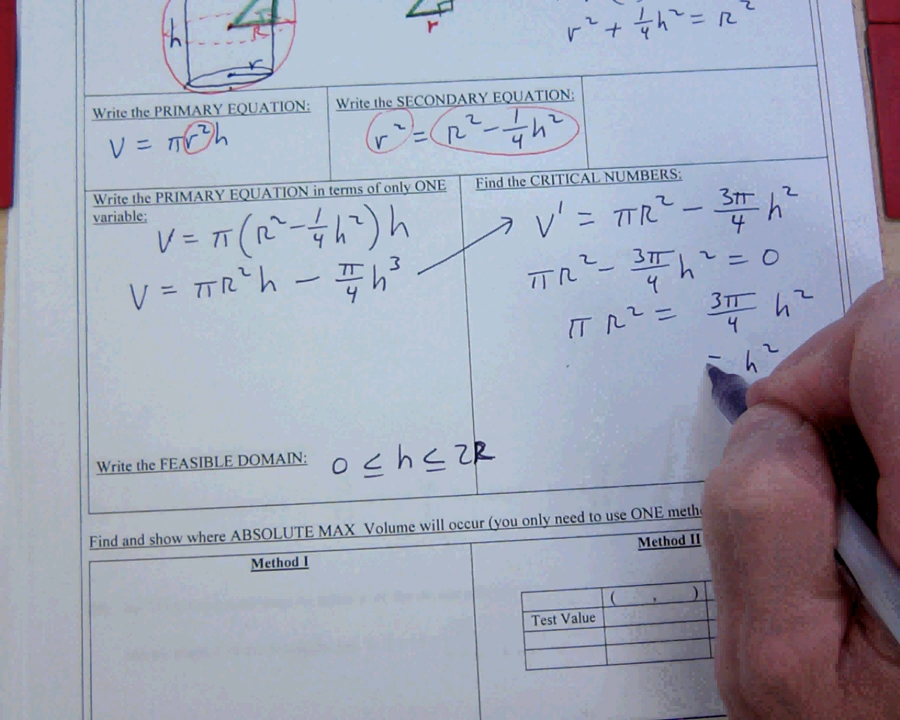 h
R
r
r
r² + 1/4 h² = R²
Write the PRIMARY EQUATION:
V = πr²h
Write the SECONDARY EQUATION:
r² = R² - 1/4 h²
Write the PRIMARY EQUATION in terms of only ONE
variable:
V = π(R² - 1/4 h²)h
V = πR²h - π/4 h³
Find the CRITICAL NUMBERS:
V' = πR² - 3π/4 h²
πR² - 3π/4 h² = 0
πR² = 3π/4 h²
= h²
Write the FEASIBLE DOMAIN: 0 ≤ h ≤ 2R
Find and show where ABSOLUTE MAX Volume will occur (you only need to use ONE
Method I
Method II
( , )
Test Value